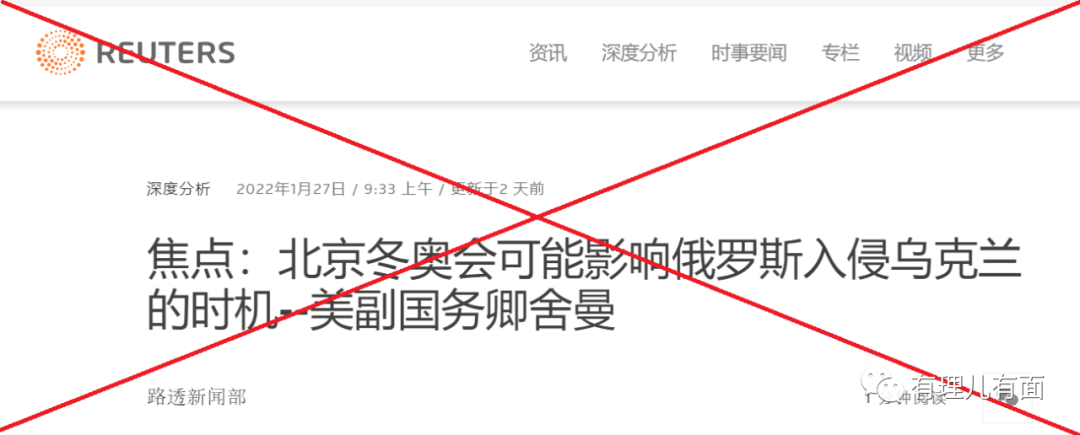 REUTERS 资讯 深度分析 时事要闻 专栏 视频 更多
深度分析 2022年1月27日 / 9:33 上午 / 更新于2 天前
焦点：北京冬奥会可能影响俄罗斯入侵乌克兰
的时机--美副国务卿舍曼
路透新闻部
有理儿有面